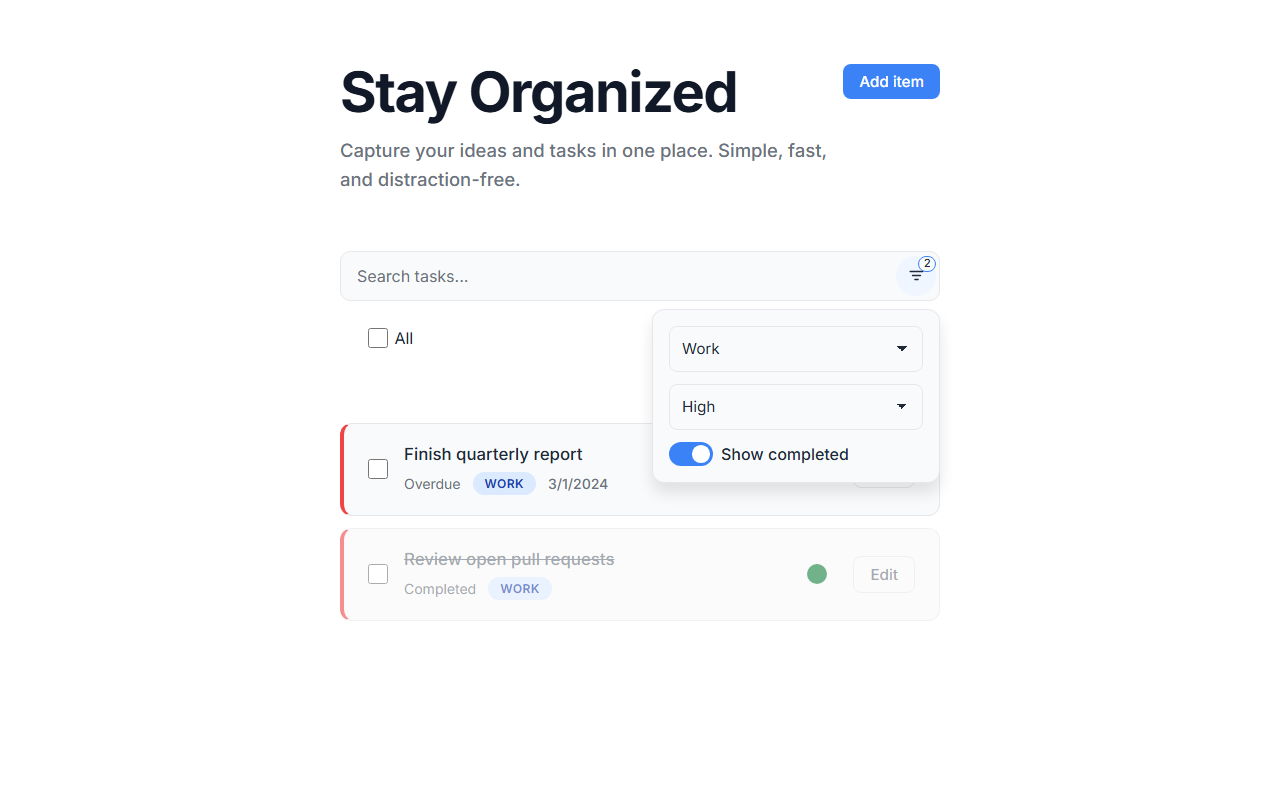 Stay Organized
Add item
Capture your ideas and tasks in one place. Simple, fast,
and distraction-free.
Search tasks...
2
All
Work
High
Show completed
Finish quarterly report
Overdue WORK 3/1/2024
Review open pull requests
Completed WORK
Edit